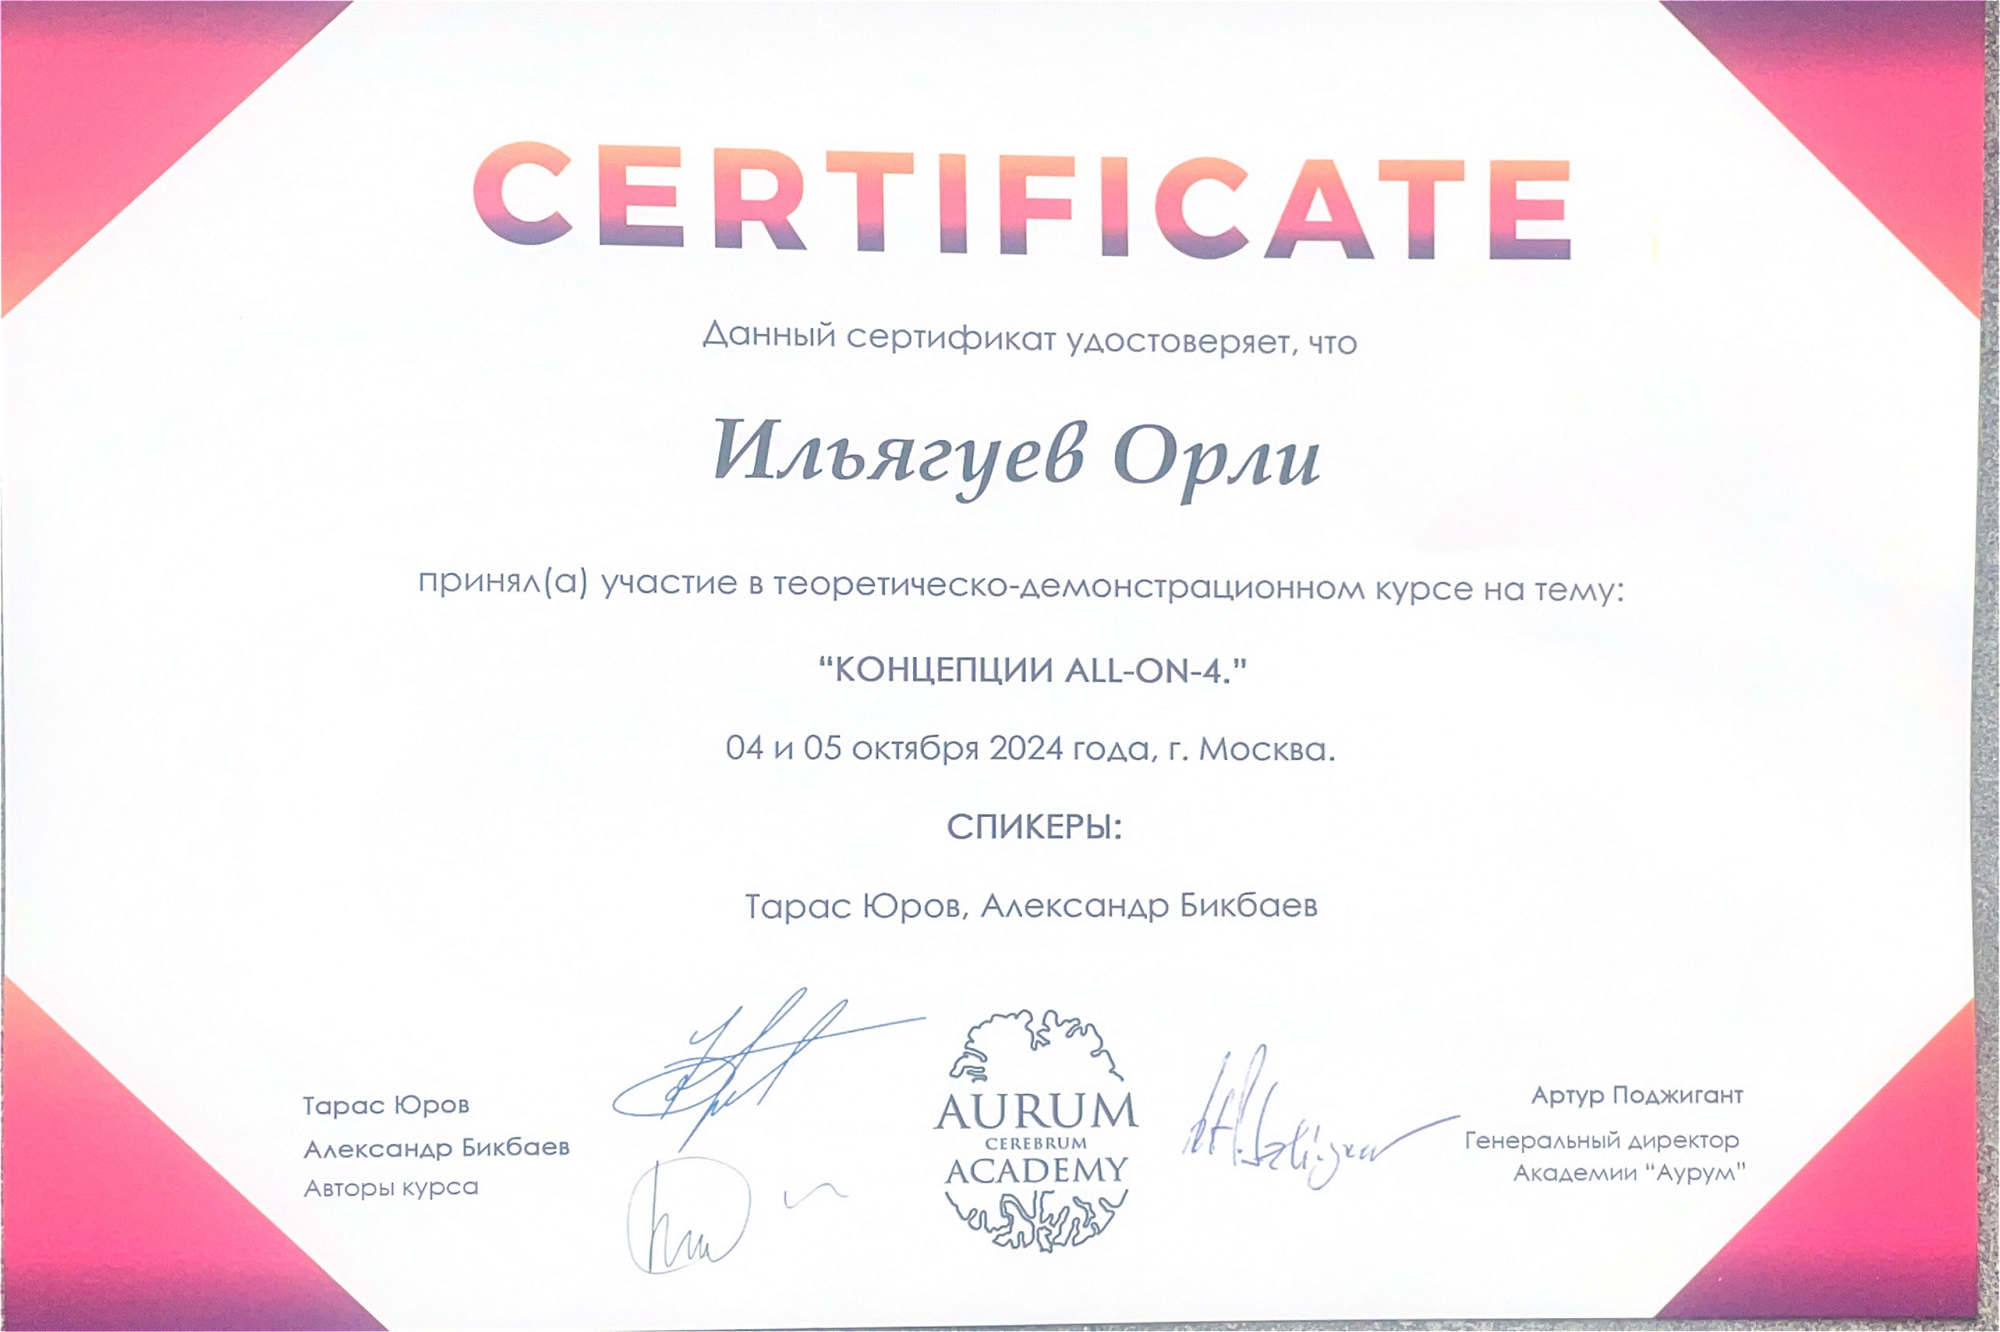 CERTIFICATE
Данный сертификат удостоверяет, что
Ильягуев Орли
принял(а) участие в теоретическо-демонстрационном курсе на тему:
“КОНЦЕПЦИИ ALL-ON-4.”
04 и 05 октября 2024 года, г. Москва.
СПИКЕРЫ:
Тарас Юров, Александр Бикбаев
Тарас Юров
Александр Бикбаев
Авторы курса
AURUM
CEREBRUM
ACADEMY
Артур Поджигант
Генеральный директор
Академии “Аурум”